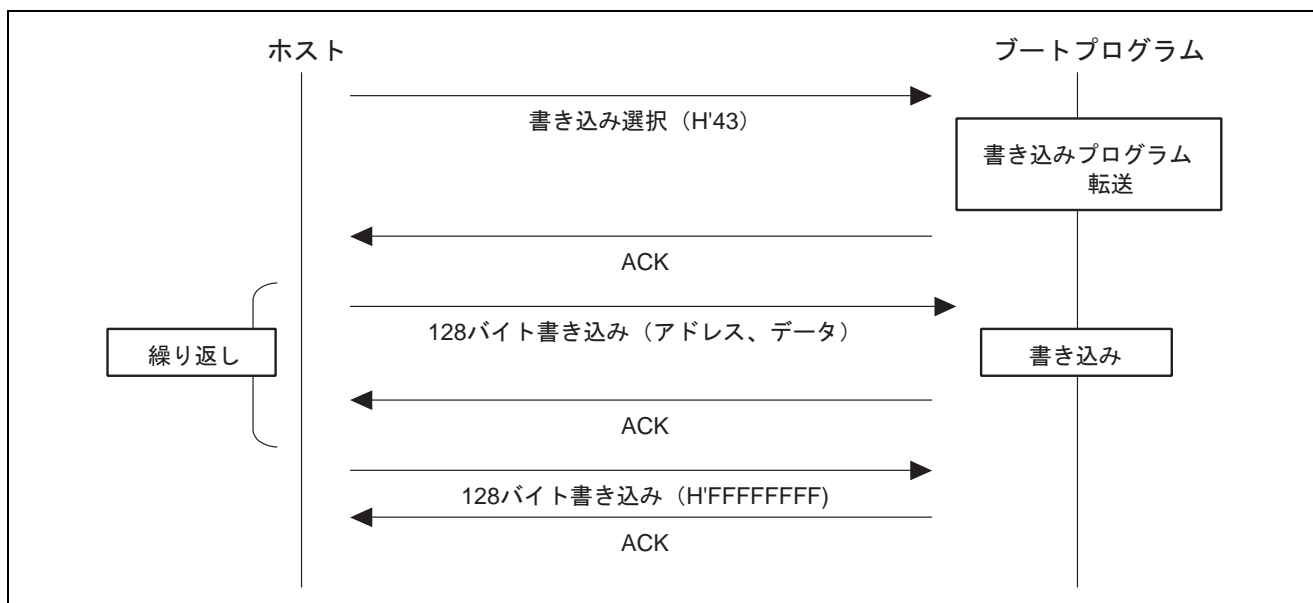 ホスト
ブートプログラム
書き込み選択（H'43）
書き込みプログラム
転送
ACK
128バイト書き込み（アドレス、データ）
繰り返し
書き込み
ACK
128バイト書き込み（H'FFFFFFFF)
ACK